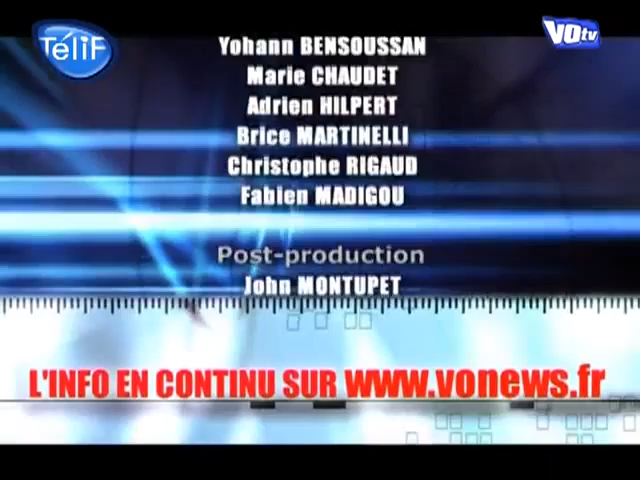 TéliF
VOtv
Yohann BENSOUSSAN
Marie CHAUDET
Adrien HILPERT
Brice MARTINELLI
Christophe RIGAUD
Fabien MADIGOU
Post-production
John MONTUPET
L'INFO EN CONTINU SUR www.vonews.fr